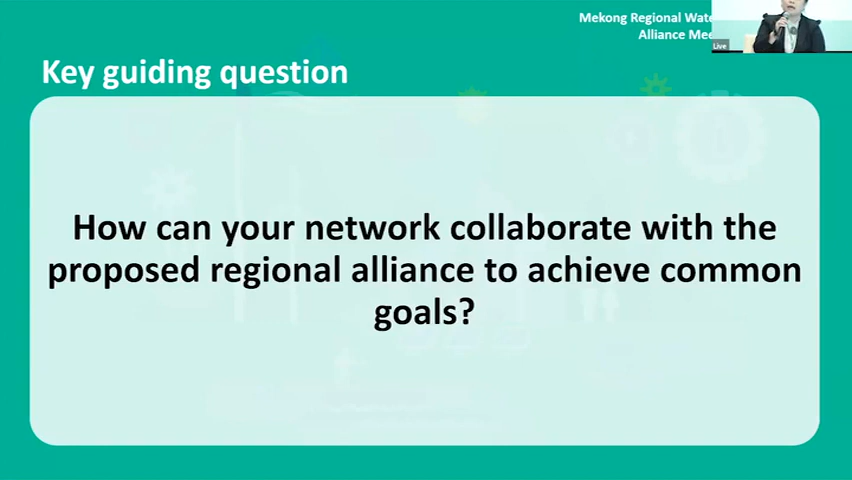 Mekong Regional Wate
Alliance Mee
Live
Key guiding question
How can your network collaborate with the
proposed regional alliance to achieve common
goals?